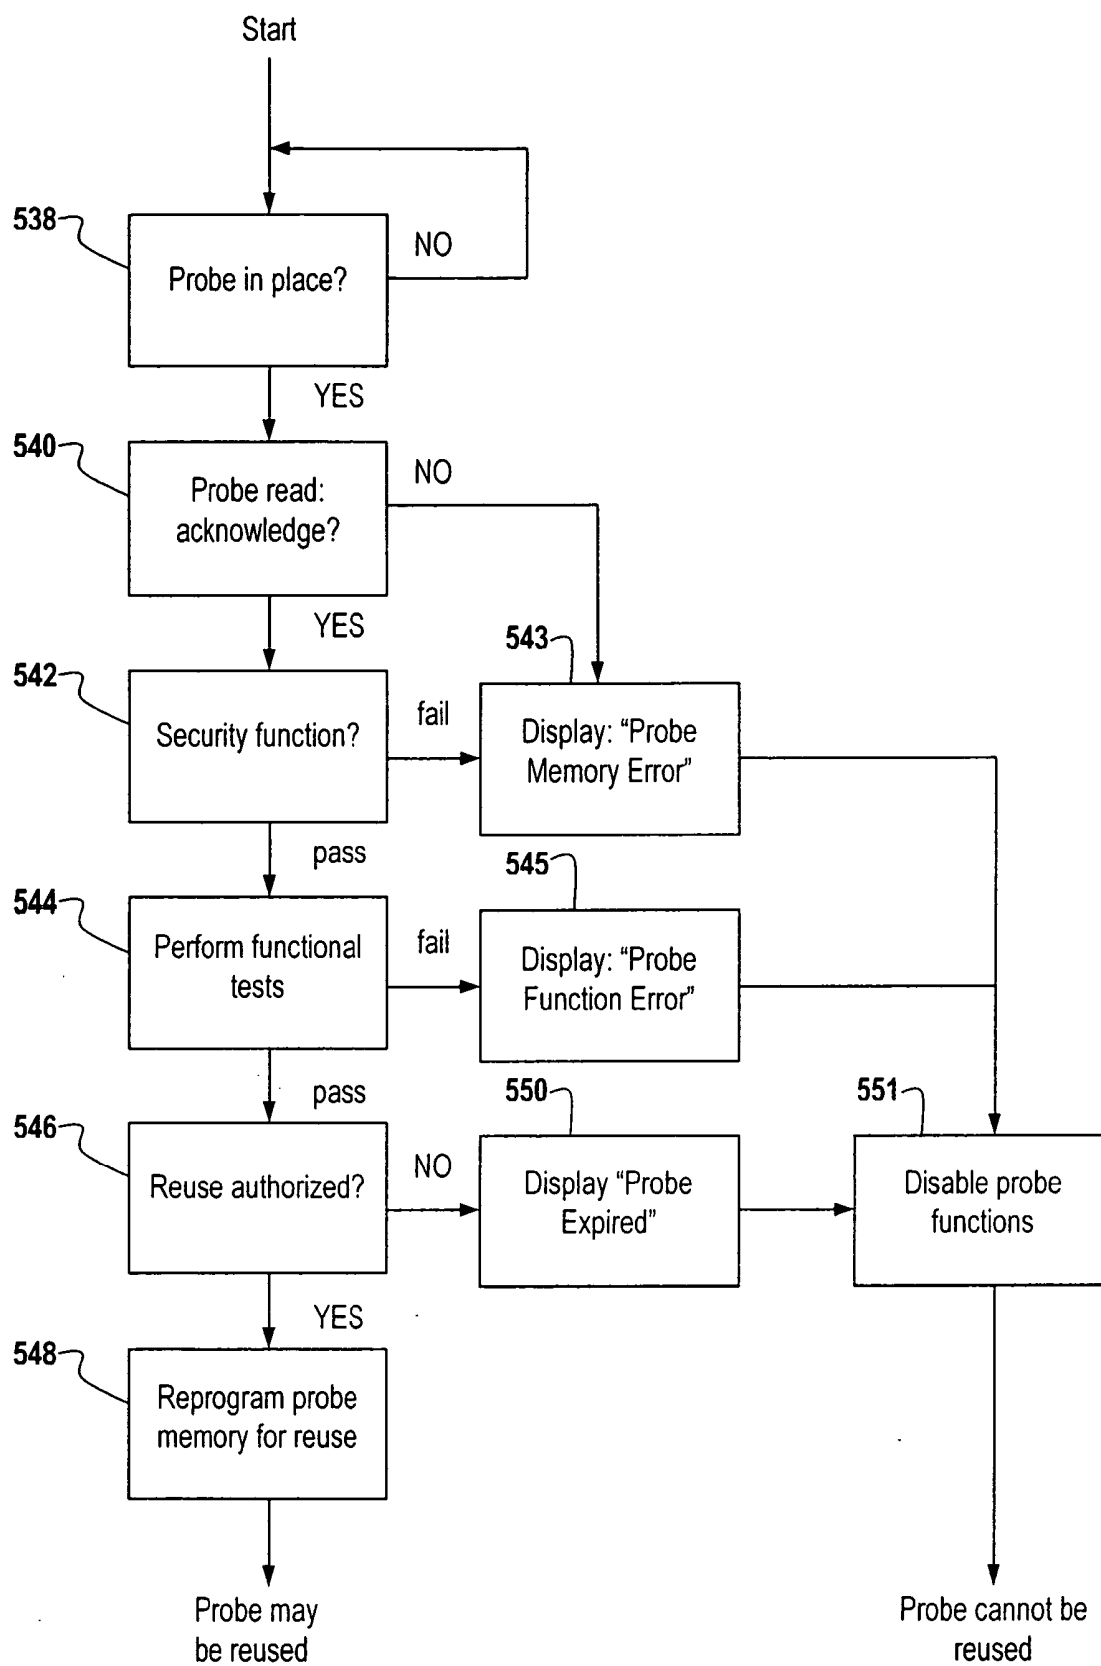 Start
538
Probe in place?
NO
YES
540
Probe read:
acknowledge?
NO
YES
542
Security function?
fail
543
Display: “Probe
Memory Error”
pass
544
Perform functional
tests
fail
545
Display: “Probe
Function Error”
pass
546
Reuse authorized?
NO
550
Display “Probe
Expired”
551
Disable probe
functions
YES
548
Reprogram probe
memory for reuse
Probe may
be reused
Probe cannot be
reused